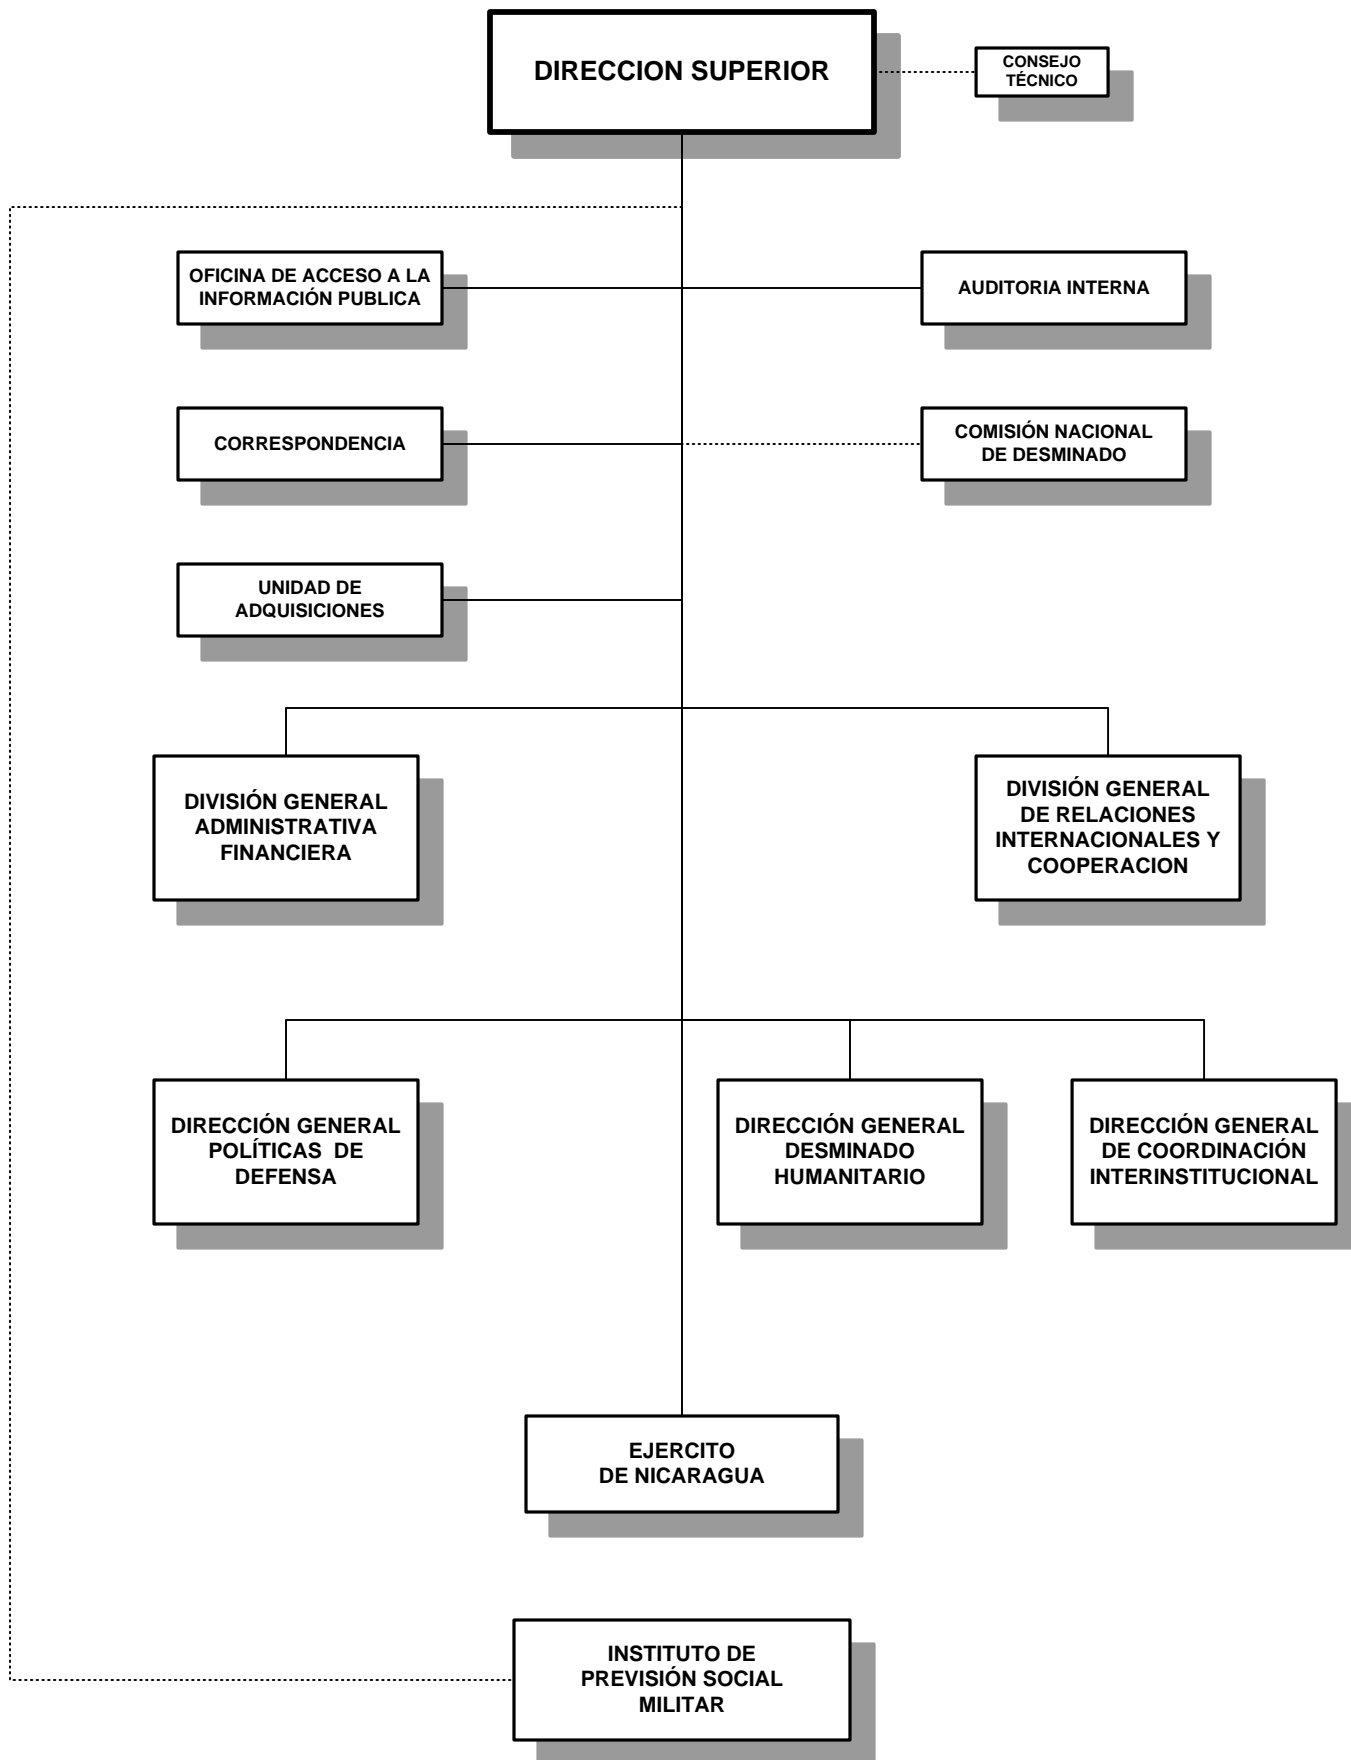 DIRECCION SUPERIOR
CONSEJO
TÉCNICO
OFICINA DE ACCESO A LA
INFORMACIÓN PUBLICA
AUDITORIA INTERNA
CORRESPONDENCIA
COMISIÓN NACIONAL
DE DESMINADO
UNIDAD DE
ADQUISICIONES
DIVISIÓN GENERAL
ADMINISTRATIVA
FINANCIERA
DIVISIÓN GENERAL
DE RELACIONES
INTERNACIONALES Y
COOPERACION
DIRECCIÓN GENERAL
POLÍTICAS DE
DEFENSA
DIRECCIÓN GENERAL
DESMINADO
HUMANITARIO
DIRECCIÓN GENERAL
DE COORDINACIÓN
INTERINSTITUCIONAL
EJERCITO
DE NICARAGUA
INSTITUTO DE
PREVISIÓN SOCIAL
MILITAR